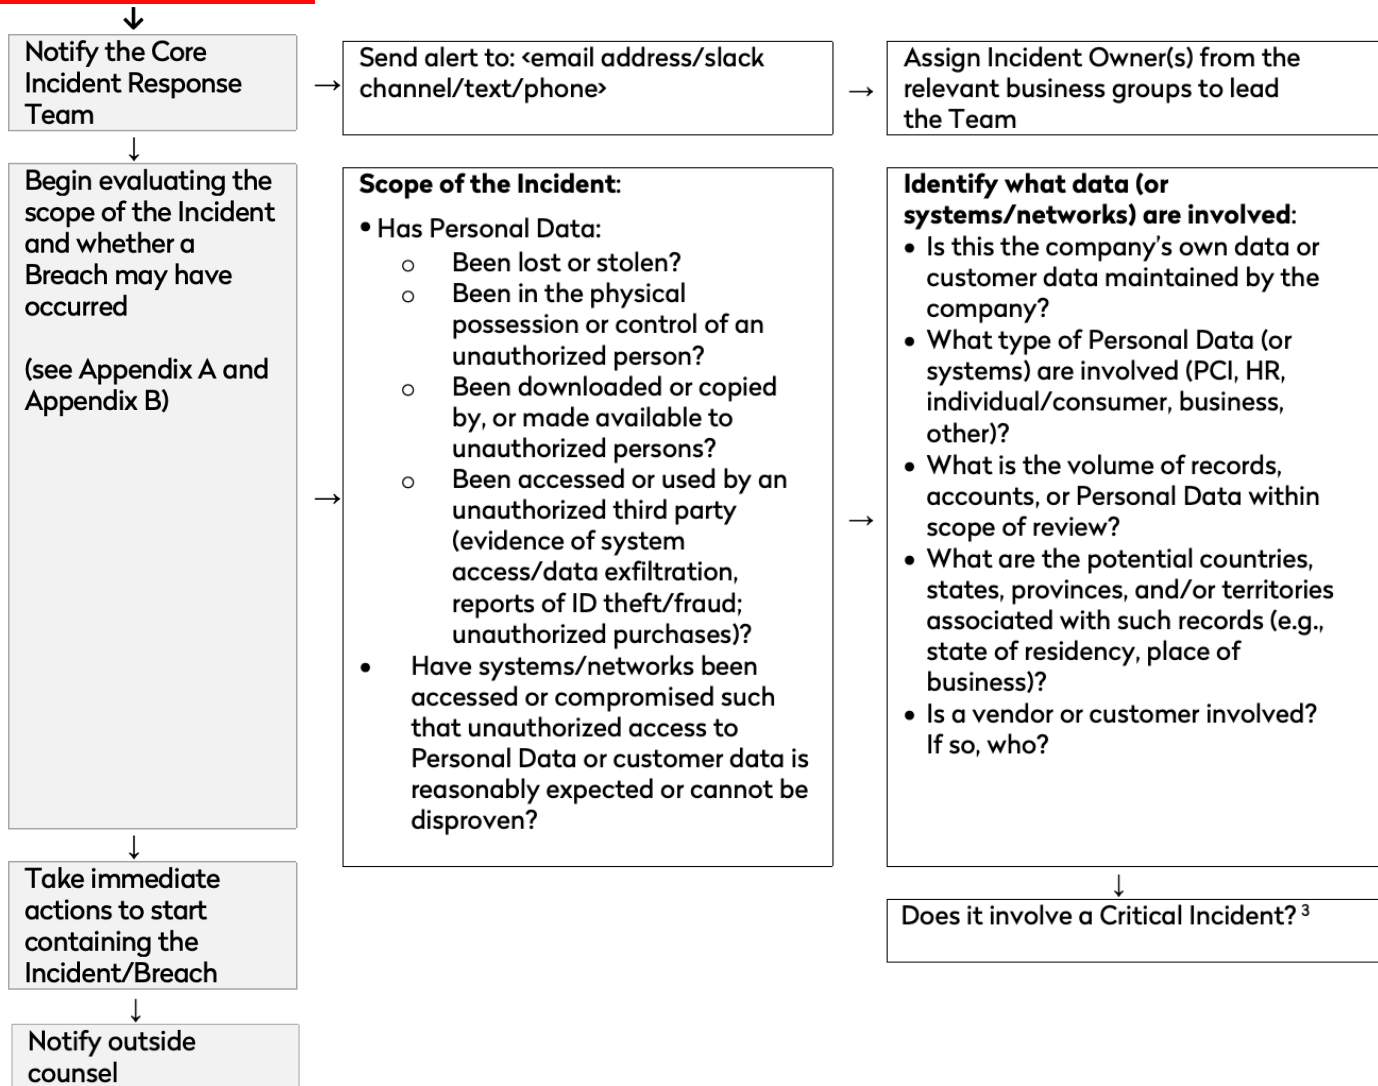 Notify the Core
Incident Response
Team
→
Send alert to: <email address/slack
channel/text/phone>
→
Assign Incident Owner(s) from the
relevant business groups to lead
the Team
Begin evaluating the
scope of the Incident
and whether a
Breach may have
occurred
(see Appendix A and
Appendix B)
→
Scope of the Incident:
• Has Personal Data:
o Been lost or stolen?
o Been in the physical
possession or control of an
unauthorized person?
o Been downloaded or copied
by, or made available to
unauthorized persons?
o Been accessed or used by an
unauthorized third party
(evidence of system
access/data exfiltration,
reports of ID theft/fraud;
unauthorized purchases)?
• Have systems/networks been
accessed or compromised such
that unauthorized access to
Personal Data or customer data is
reasonably expected or cannot be
disproven?
→
Identify what data (or
systems/networks) are involved:
• Is this the company's own data or
customer data maintained by the
company?
• What type of Personal Data (or
systems) are involved (PCI, HR,
individual/consumer, business,
other)?
• What is the volume of records,
accounts, or Personal Data within
scope of review?
• What are the potential countries,
states, provinces, and/or territories
associated with such records (e.g.,
state of residency, place of
business)?
• Is a vendor or customer involved?
If so, who?
↓
Does it involve a Critical Incident? ³
↓
Take immediate
actions to start
containing the
Incident/Breach
↓
Notify outside
counsel